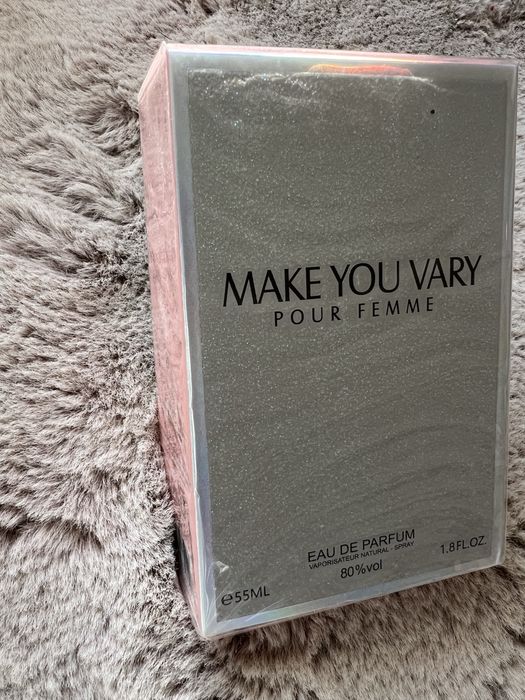 MAKE YOU VARY
POUR FEMME
EAU DE PARFUM
VAPORISATEUR NATURAL - SPRAY
80%vol
℮55ML
1.8FL.OZ.